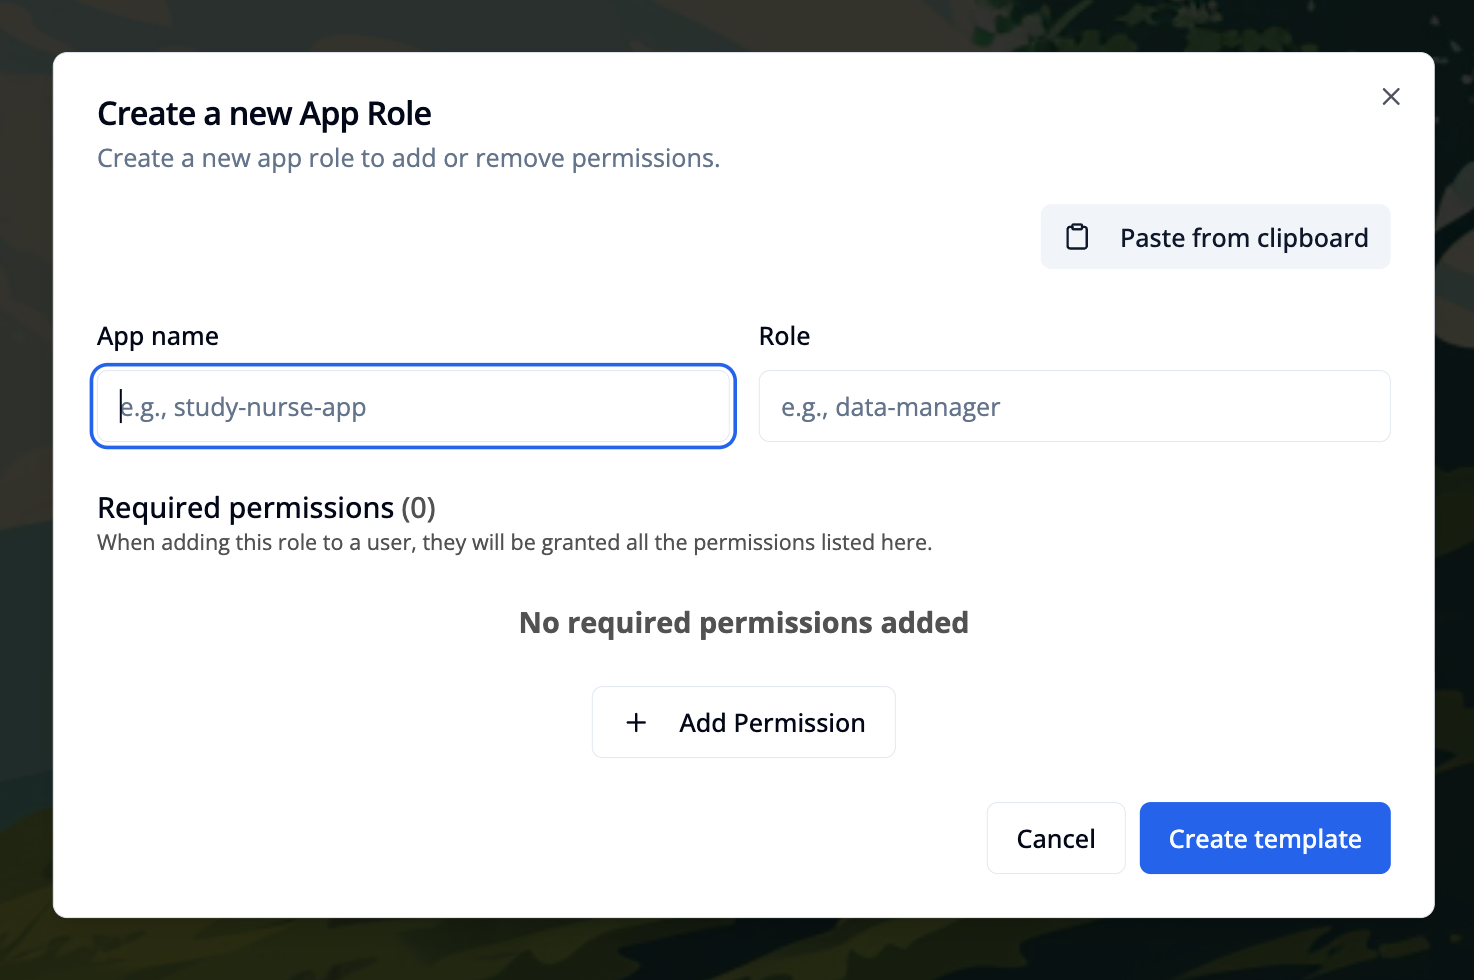 Create a new App Role
Create a new app role to add or remove permissions.
Paste from clipboard
App name
Role
e.g., study-nurse-app
e.g., data-manager
Required permissions (0)
When adding this role to a user, they will be granted all the permissions listed here.
No required permissions added
Add Permission
Cancel
Create template